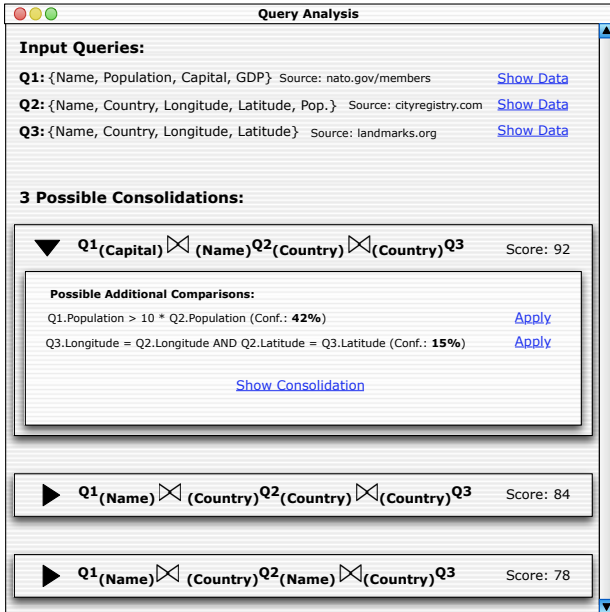 Query Analysis
Input Queries:
Q1: {Name, Population, Capital, GDP} Source: nato.gov/members Show Data
Q2: {Name, Country, Longitude, Latitude, Pop.} Source: cityregistry.com Show Data
Q3: {Name, Country, Longitude, Latitude} Source: landmarks.org Show Data
3 Possible Consolidations:
Q1(Capital) ⋈ (Name)Q2(Country) ⋈ (Country)Q3 Score: 92
Possible Additional Comparisons:
Q1.Population > 10 * Q2.Population (Conf.: 42%) Apply
Q3.Longitude = Q2.Longitude AND Q2.Latitude = Q3.Latitude (Conf.: 15%) Apply
Show Consolidation
Q1(Name) ⋈ (Country)Q2(Country) ⋈ (Country)Q3 Score: 84
Q1(Name) ⋈ (Country)Q2(Name) ⋈ (Country)Q3 Score: 78